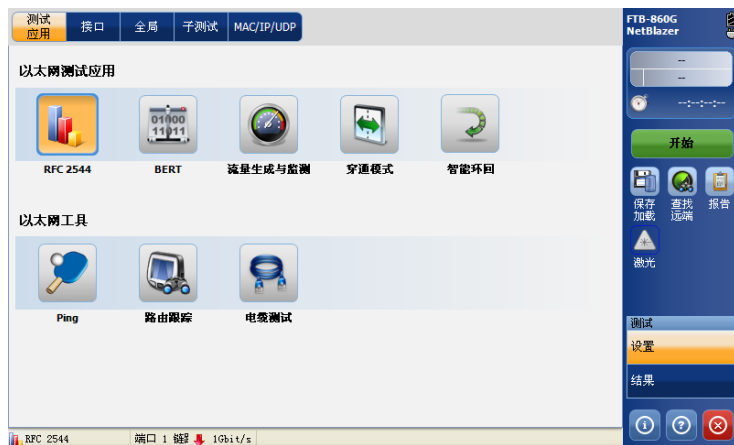 测试
应用
接口
全局
子测试
MAC/IP/UDP
以太网测试应用
RFC 2544
01000
11011
BERT
流量生成与监测
穿通模式
智能环回
以太网工具
Ping
路由跟踪
电缆测试
RFC 2544
端口 1
链路
1Gbit/s
FTB-860G
NetBlazer
--
--
--:--:--
开始
保存
加载
查找
远端
报告
激光
测试
设置
结果